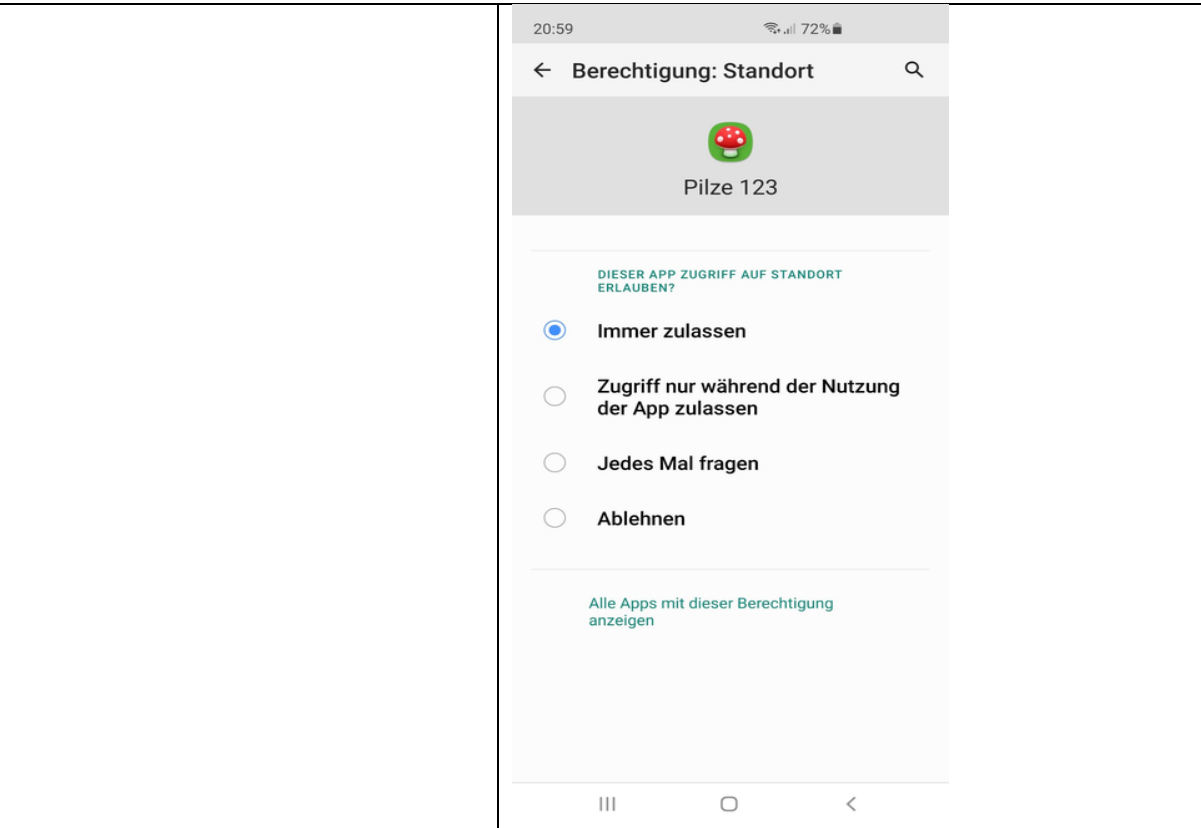 20:59
72%
Berechtigung: Standort
Pilze 123
DIESER APP ZUGRIFF AUF STANDORT
ERLAUBEN?
Immer zulassen
Zugriff nur während der Nutzung
der App zulassen
Jedes Mal fragen
Ablehnen
Alle Apps mit dieser Berechtigung
anzeigen